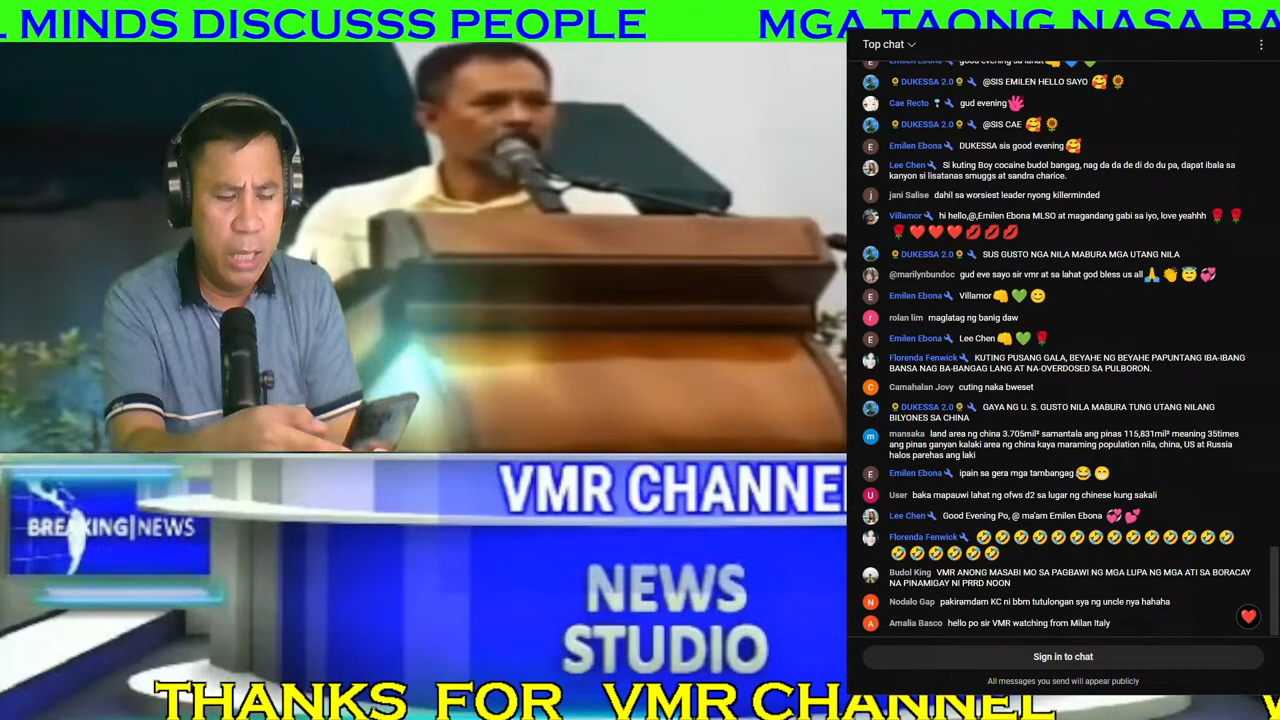 L MINDS DISCUSSS PEOPLE MGA TAONG NASA BA
Top chat
Emilen Ebona good evening sa lahat
DUKESSA 2.0 @SIS EMILEN HELLO SAYO
Cae Recto gud evening
DUKESSA 2.0 @SIS CAE
Emilen Ebona DUKESSA sis good evening
Lee Chen Si kuting Boy cocaine budol bangag, nag da da de di do du pa, dapat ibala sa
kanyon si lisatanas smuggs at sandra charice.
jani Salise dahil sa worsiest leader nyong killerminded
Villamor hi hello,@,Emilen Ebona MLSO at magandang gabi sa iyo, love yeahhh
DUKESSA 2.0 SUS GUSTO NGA NILA MABURA MGA UTANG NILA
@marilynbundoc gud eve sayo sir vmr at sa lahat god bless us all
Emilen Ebona Villamor
rolan lim maglatag ng banig daw
Emilen Ebona Lee Chen
Florenda Fenwick KUTING PUSANG GALA, BEYAHE NG BEYAHE PAPUNTANG IBA-IBANG
BANSA NAG BA-BANGAG LANG AT NA-OVERDOSED SA PULBORON.
Camahalan Jovy cuting naka bweset
DUKESSA 2.0 GAYA NG U. S. GUSTO NILA MABURA TUNG UTANG NILANG
BILYONES SA CHINA
m mansaka land area ng china 3.705mil² samantala ang pinas 115,831mil² meaning 35times
ang pinas ganyan kalaki area ng china kaya maraming population nila, china, US at Russia
halos parehas ang laki
Emilen Ebona ipain sa gera mga tambangag
User baka mapauwi lahat ng ofws d2 sa lugar ng chinese kung sakali
Lee Chen Good Evening Po, @ ma'am Emilen Ebona
Florenda Fenwick
Budol King VMR ANONG MASABI MO SA PAGBAWI NG MGA LUPA NG MGA ATI SA BORACAY
NA PINAMIGAY NI PRRD NOON
Nodalo Gap pakiramdam KC ni bbm tutulongan sya ng uncle nya hahaha
Amalia Basco hello po sir VMR watching from Milan Italy
Sign in to chat
All messages you send will appear publicly
VMR CHANNE
BREAKING|NEWS
NEWS
STUDIO
THANKS FOR VMR CHANNEL